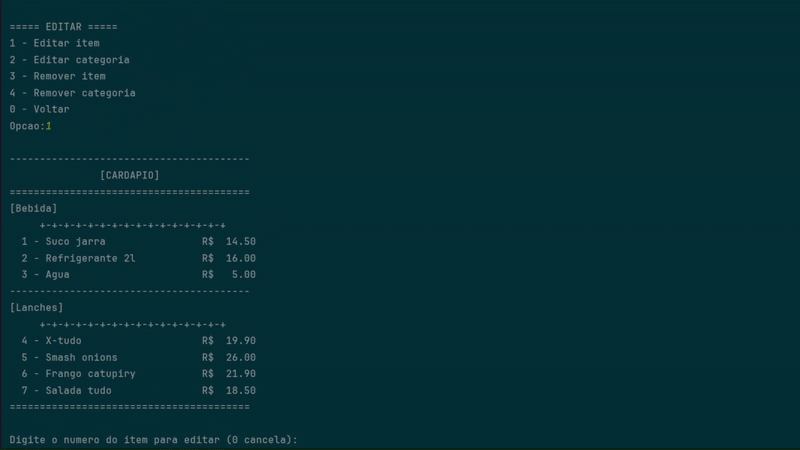 ===== EDITAR =====
1 - Editar item
2 - Editar categoria
3 - Remover item
4 - Remover categoria
0 - Voltar
Opcao:1
----------------------------------------
[CARDAPIO]
========================================
[Bebida]
+-+-+-+-+-+-+-+-+-+-+-+-+-+-+-+
1 - Suco jarra R$ 14.50
2 - Refrigerante 2l R$ 16.00
3 - Agua R$ 5.00
----------------------------------------
[Lanches]
+-+-+-+-+-+-+-+-+-+-+-+-+-+-+-+
4 - X-tudo R$ 19.90
5 - Smash onions R$ 26.00
6 - Frango catupiry R$ 21.90
7 - Salada tudo R$ 18.50
========================================
Digite o numero do item para editar (0 cancela):